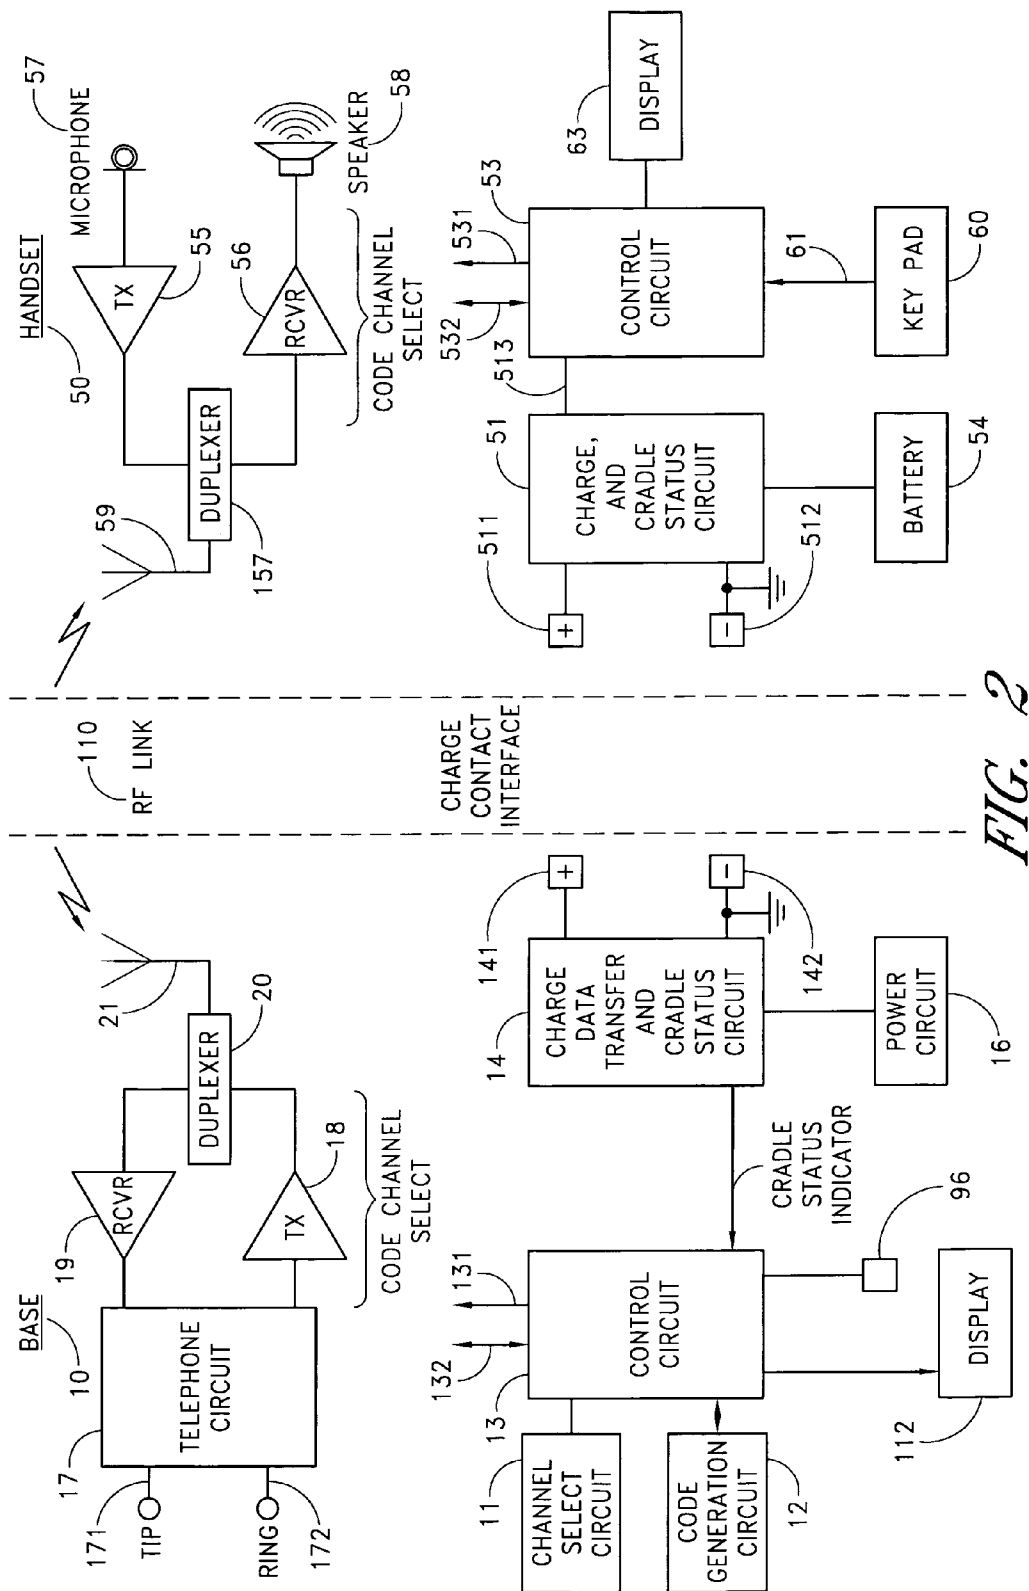 BASE
10
17
171
TIP
RING
172
TELEPHONE
CIRCUIT
19
RCVR
TX
18
CODE CHANNEL
SELECT
DUPLEXER
20
21
110
RF LINK
HANDSET
50
59
DUPLEXER
157
TX
55
RCVR
56
CODE CHANNEL
SELECT
MICROPHONE
57
SPEAKER
58
11
CHANNEL
SELECT
CIRCUIT
CODE
GENERATION
CIRCUIT
12
13
132
131
CONTROL
CIRCUIT
DISPLAY
112
96
CRADLE
STATUS
INDICATOR
14
CHARGE
DATA
TRANSFER
AND
CRADLE
STATUS
CIRCUIT
141
+
-
142
POWER
CIRCUIT
16
CHARGE
CONTACT
INTERFACE
511
+
-
512
51
CHARGE,
AND
CRADLE
STATUS
CIRCUIT
BATTERY
54
513
532
531
53
CONTROL
CIRCUIT
61
KEY PAD
60
63
DISPLAY
FIG. 2